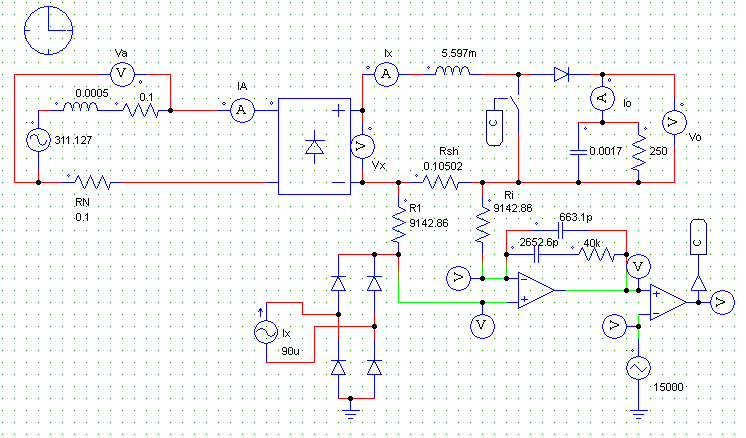 Va
V
0.0005
0.1
IA
A
311.127
RN
0.1
+
−
Ix
A
5.597m
V
Vx
C
Rsh
0.10502
A
Io
V
Vo
0.0017
250
R1
9142.86
Ri
9142.86
663.1p
2652.6p
40k
V
V
V
−
+
C
+
−
V
V
Ix
90u
15000